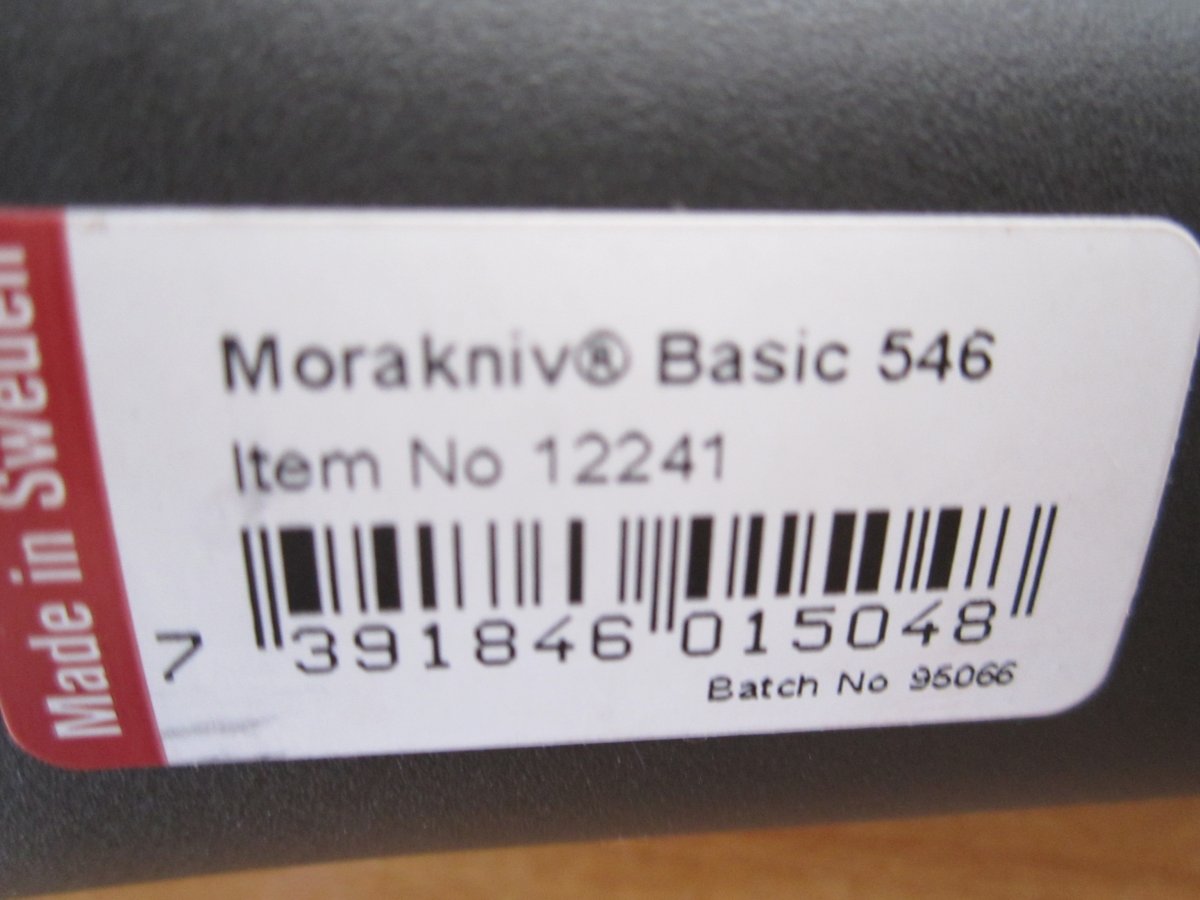 Made in Sweden
Morakniv® Basic 546
Item No 12241
7 391846 015048
Batch No 95066